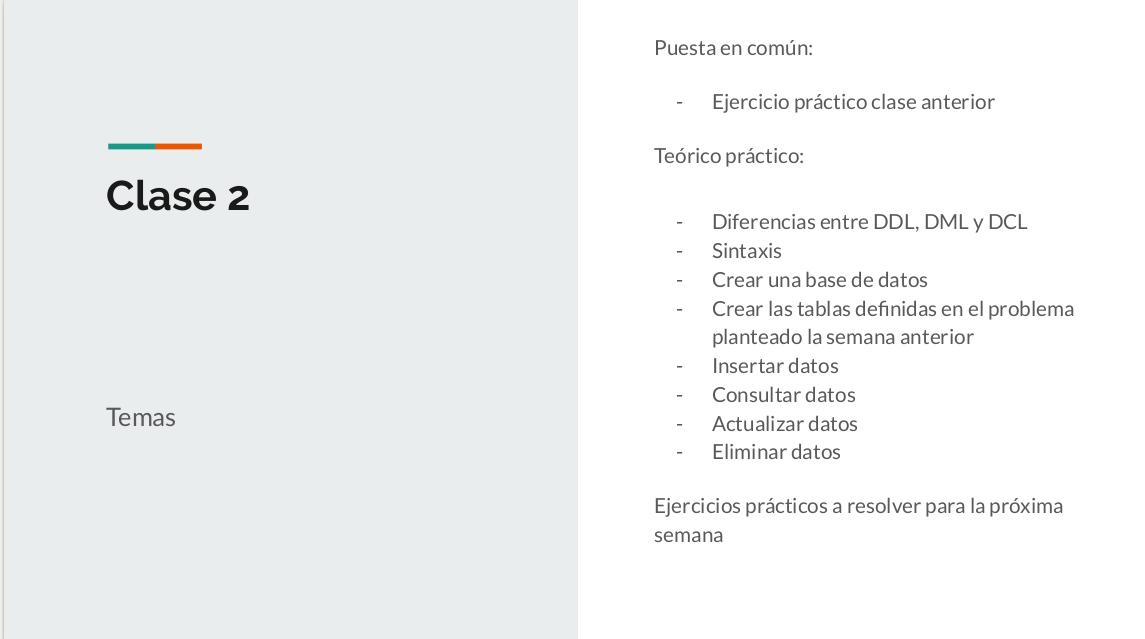 Clase 2
Temas
Puesta en común:
- Ejercicio práctico clase anterior
Teórico práctico:
- Diferencias entre DDL, DML y DCL
- Sintaxis
- Crear una base de datos
- Crear las tablas definidas en el problema
planteado la semana anterior
- Insertar datos
- Consultar datos
- Actualizar datos
- Eliminar datos
Ejercicios prácticos a resolver para la próxima
semana